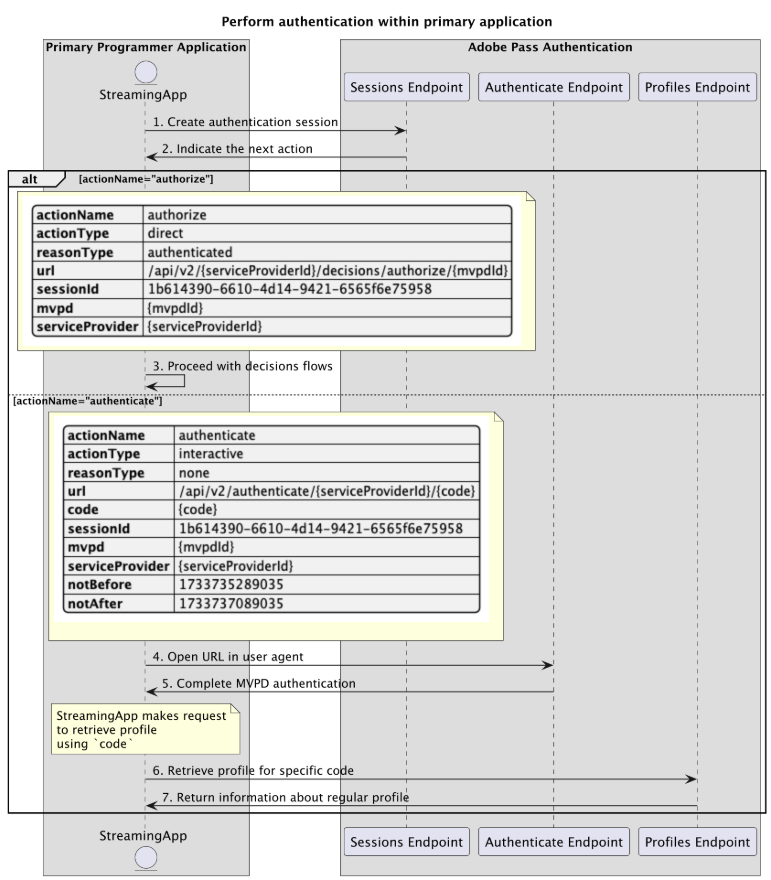 Perform authentication within primary application
Primary Programmer Application
Adobe Pass Authentication
StreamingApp
Sessions Endpoint
Authenticate Endpoint
Profiles Endpoint
1. Create authentication session
2. Indicate the next action
alt
[actionName="authorize"]
actionName authorize
actionType direct
reasonType authenticated
url /api/v2/{serviceProviderId}/decisions/authorize/{mvpdId}
sessionId 1b614390-6610-4d14-9421-6565f6e75958
mvpd {mvpdId}
serviceProvider {serviceProviderId}
3. Proceed with decisions flows
[actionName="authenticate"]
actionName authenticate
actionType interactive
reasonType none
url /api/v2/authenticate/{serviceProviderId}/{code}
code {code}
sessionId 1b614390-6610-4d14-9421-6565f6e75958
mvpd {mvpdId}
serviceProvider {serviceProviderId}
notBefore 1733735289035
notAfter 1733737089035
4. Open URL in user agent
5. Complete MVPD authentication
StreamingApp makes request
to retrieve profile
using `code`
6. Retrieve profile for specific code
7. Return information about regular profile
StreamingApp
Sessions Endpoint
Authenticate Endpoint
Profiles Endpoint